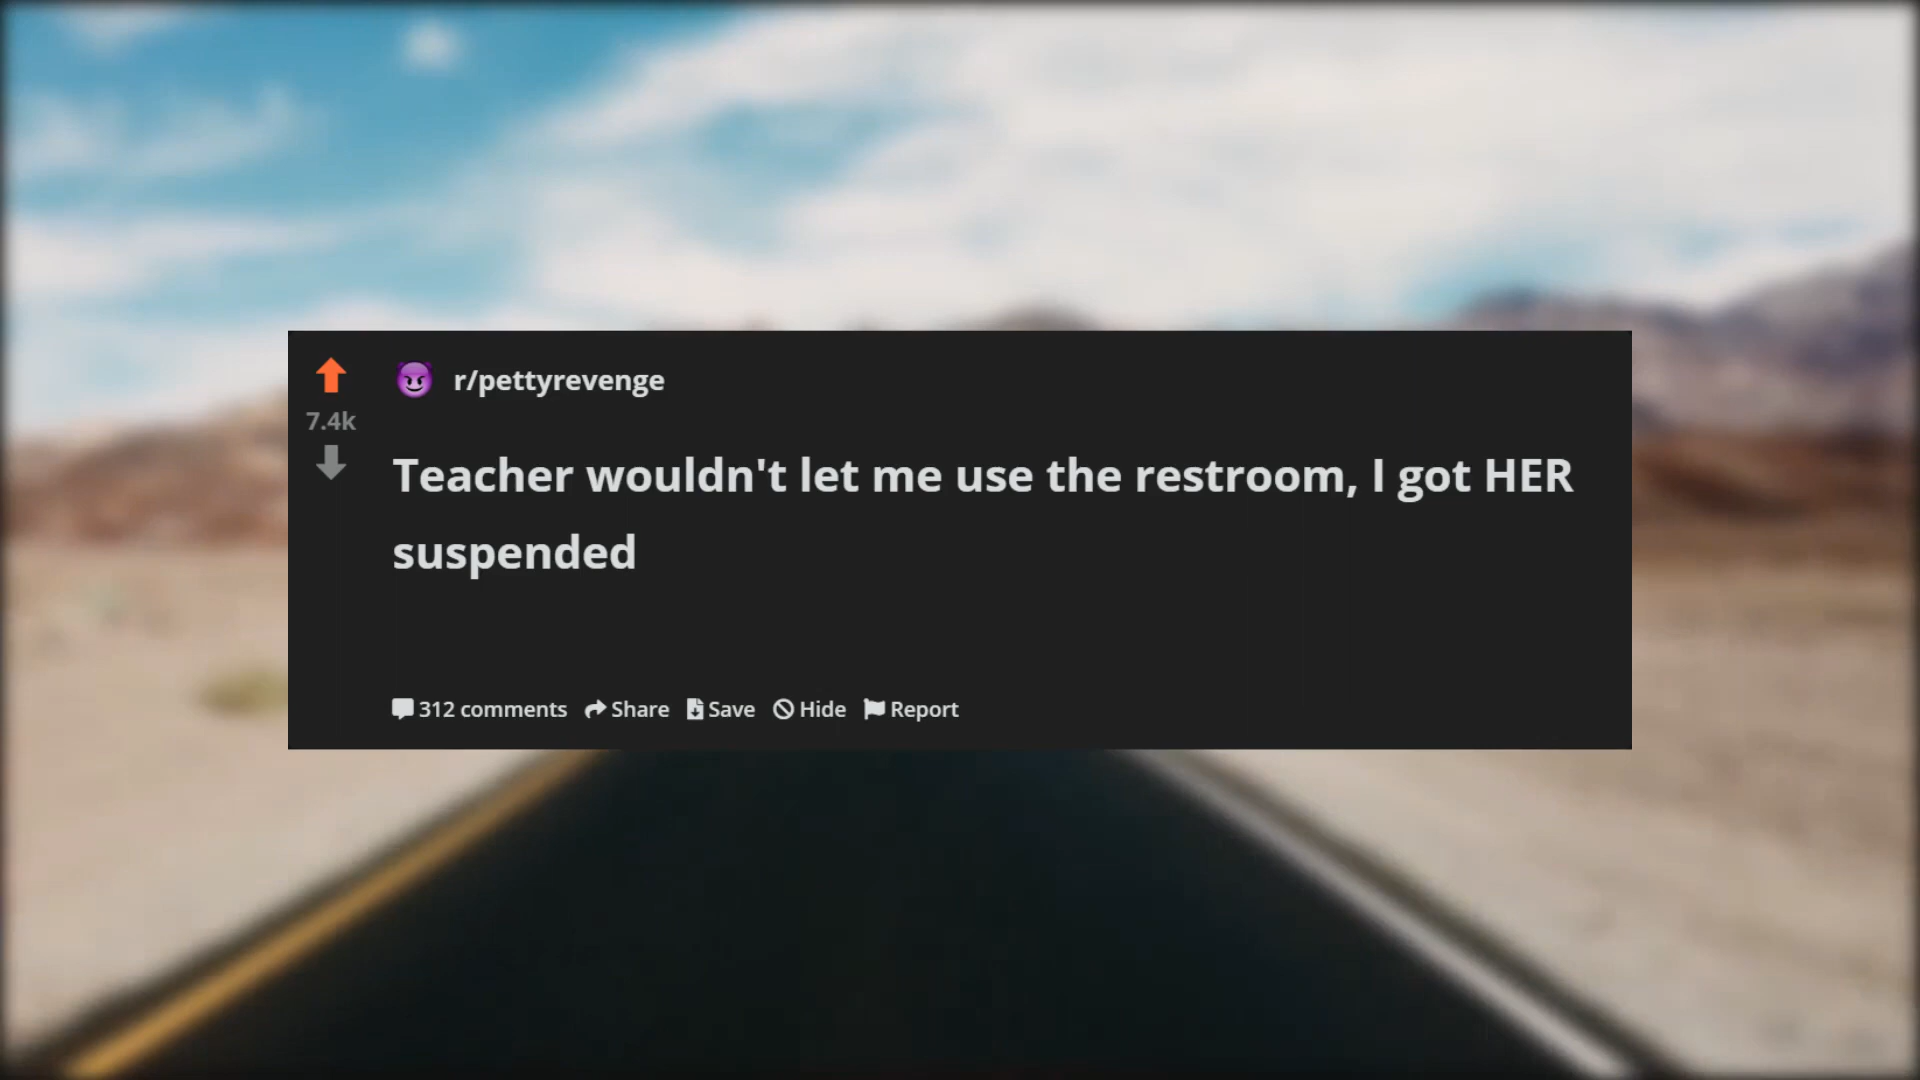 r/pettyrevenge
7.4k
Teacher wouldn't let me use the restroom, I got HER
suspended
312 comments Share Save Hide Report